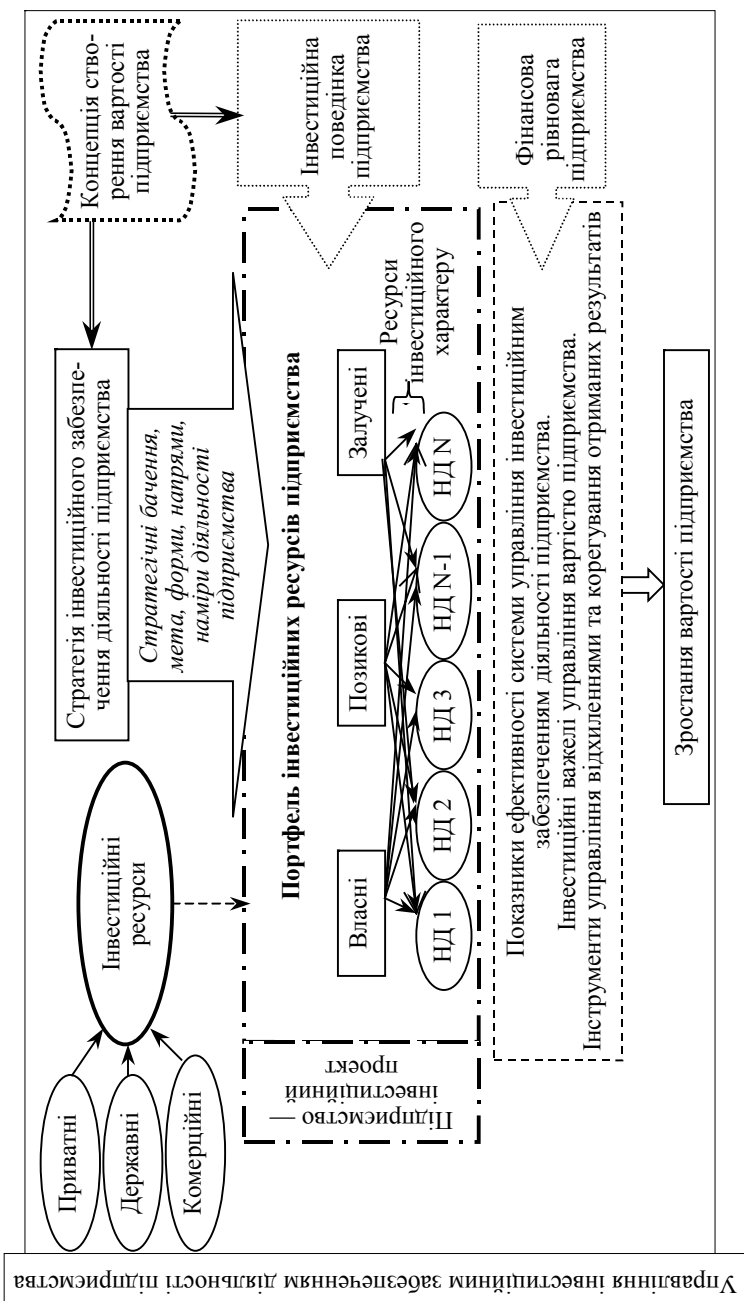 Управління інвестиційним забезпеченням діяльності підприємства
Приватні
Державні
Комерційні
Інвестиційні
ресурси
Стратегія інвестиційного забезпе-
чення діяльності підприємства
Стратегічні бачення,
мета, форми, напрями,
наміри діяльності
підприємства
Концепція ство-
рення вартості
підприємства
Підприємство —
інвестиційний
проект
Портфель інвестиційних ресурсів підприємства
Власні
Позикові
Залучені
Ресурси
інвестиційного
характеру
НД 1
НД 2
НД 3
НД N-1
НД N
Інвестиційна
поведінка
підприємства
Показники ефективності системи управління інвестиційним
забезпеченням діяльності підприємства.
Інвестиційні важелі управління вартістю підприємства.
Інструменти управління відхиленнями та корегування отриманих результатів
Фінансова
рівновага
підприємства
Зростання вартості підприємства